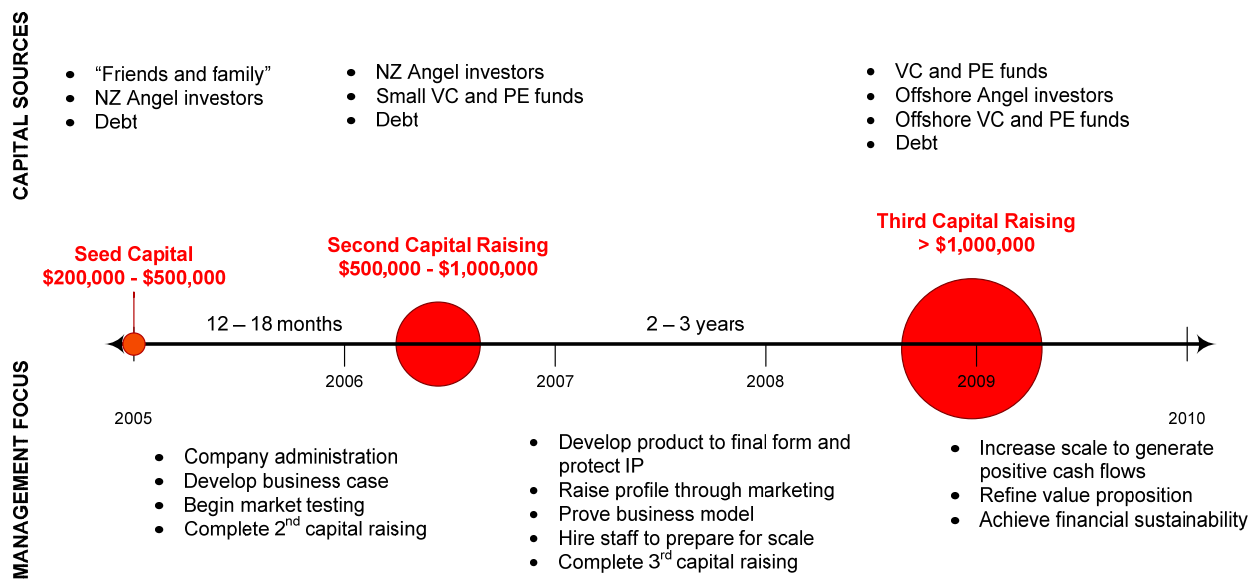 CAPITAL SOURCES
• “Friends and family”
• NZ Angel investors
• Debt
• NZ Angel investors
• Small VC and PE funds
• Debt
• VC and PE funds
• Offshore Angel investors
• Offshore VC and PE funds
• Debt
Seed Capital
$200,000 - $500,000
Second Capital Raising
$500,000 - $1,000,000
Third Capital Raising
> $1,000,000
12 – 18 months
2 – 3 years
2005
2006
2007
2008
2009
2010
MANAGEMENT FOCUS
• Company administration
• Develop business case
• Begin market testing
• Complete 2nd capital raising
• Develop product to final form and
protect IP
• Raise profile through marketing
• Prove business model
• Hire staff to prepare for scale
• Complete 3rd capital raising
• Increase scale to generate
positive cash flows
• Refine value proposition
• Achieve financial sustainability